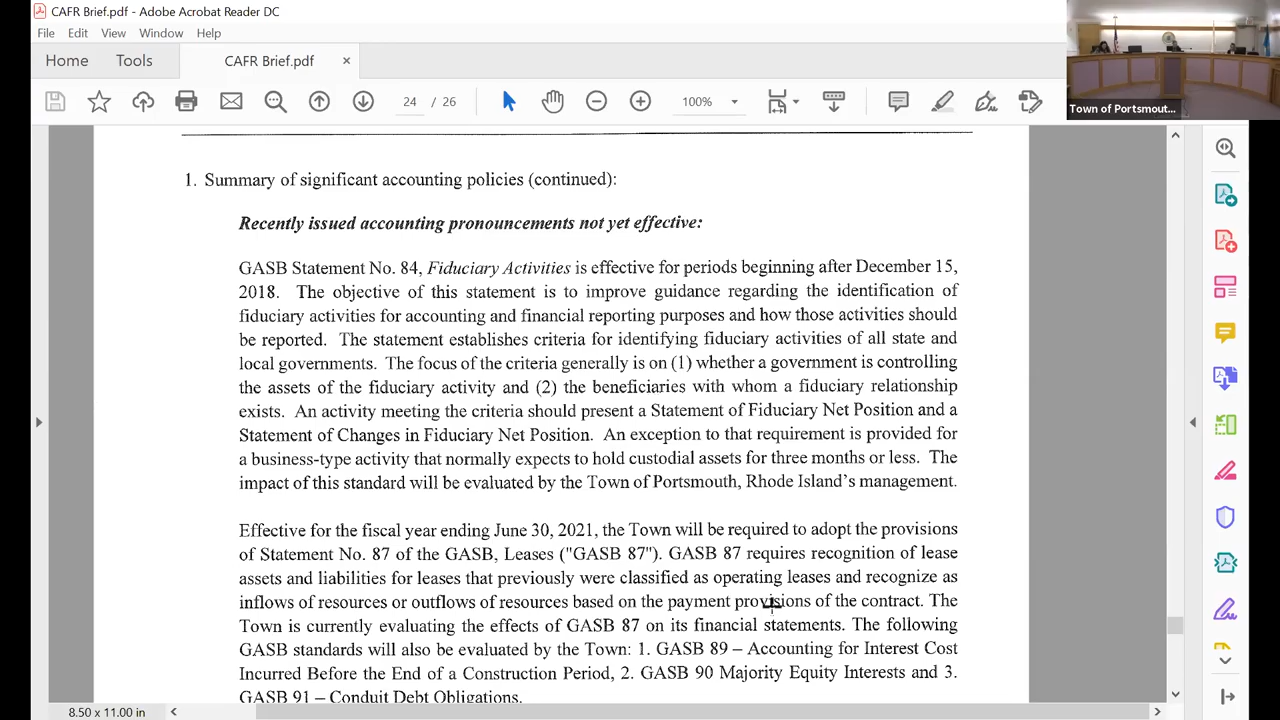 CAFR Brief.pdf - Adobe Acrobat Reader DC
File Edit View Window Help
Home Tools CAFR Brief.pdf ×
24 / 26 100%
Town of Portsmout...
1. Summary of significant accounting policies (continued):
Recently issued accounting pronouncements not yet effective:
GASB Statement No. 84, Fiduciary Activities is effective for periods beginning after December 15,
2018. The objective of this statement is to improve guidance regarding the identification of
fiduciary activities for accounting and financial reporting purposes and how those activities should
be reported. The statement establishes criteria for identifying fiduciary activities of all state and
local governments. The focus of the criteria generally is on (1) whether a government is controlling
the assets of the fiduciary activity and (2) the beneficiaries with whom a fiduciary relationship
exists. An activity meeting the criteria should present a Statement of Fiduciary Net Position and a
Statement of Changes in Fiduciary Net Position. An exception to that requirement is provided for
a business-type activity that normally expects to hold custodial assets for three months or less. The
impact of this standard will be evaluated by the Town of Portsmouth, Rhode Island's management.
Effective for the fiscal year ending June 30, 2021, the Town will be required to adopt the provisions
of Statement No. 87 of the GASB, Leases ("GASB 87"). GASB 87 requires recognition of lease
assets and liabilities for leases that previously were classified as operating leases and recognize as
inflows of resources or outflows of resources based on the payment provisions of the contract. The
Town is currently evaluating the effects of GASB 87 on its financial statements. The following
GASB standards will also be evaluated by the Town: 1. GASB 89 – Accounting for Interest Cost
Incurred Before the End of a Construction Period, 2. GASB 90 Majority Equity Interests and 3.
GASB 91 – Conduit Debt Obligations.
8.50 x 11.00 in